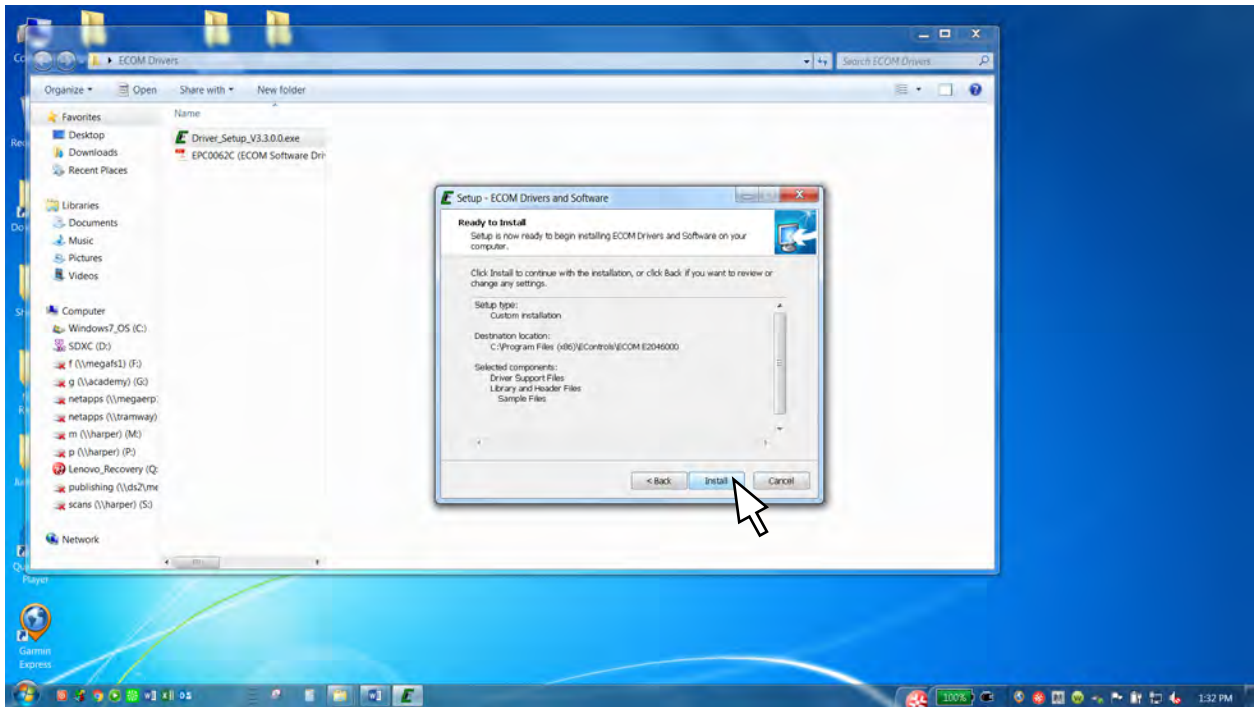 ECOM Drivers
Search ECOM Drivers
Organize
Open
Share with
New folder
Name
Favorites
Desktop
Downloads
Recent Places
Libraries
Documents
Music
Pictures
Videos
Computer
Windows7_OS (C:)
SDXC (D:)
f (\\megafs1) (F:)
g (\\academy) (G:)
netapps (\\megaerp
netapps (\\tramway)
m (\\harper) (M:)
p (\\harper) (P:)
Lenovo_Recovery (Q:
publishing (\\ds2\me
scans (\\harper) (S:)
Network
Driver_Setup_V3.3.0.0.exe
EPC0062C (ECOM Software Dri
Setup - ECOM Drivers and Software
Ready to Install
Setup is now ready to begin installing ECOM Drivers and Software on your
computer.
Click Install to continue with the installation, or click Back if you want to review or
change any settings.
Setup type:
Custom installation
Destination location:
C:\Program Files (x86)\EControls\ECOM E2046000
Selected components:
Driver Support Files
Library and Header Files
Sample Files
< Back
Install
Cancel
Player
Garmin
Express
100%
1:32 PM